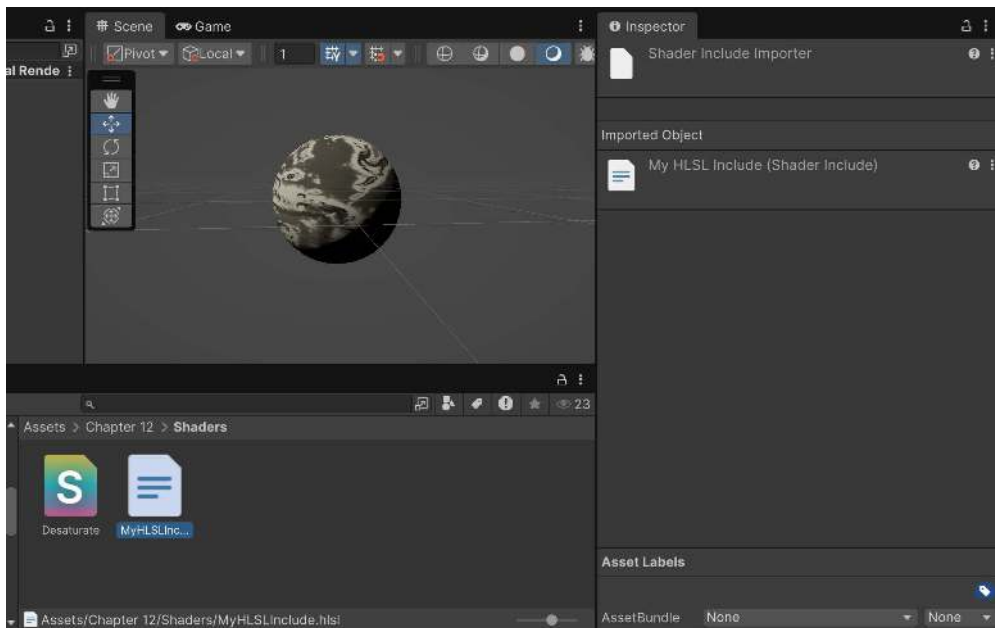 Scene Game
Inspector
Pivot Local 1
Shader Include Importer
al Rende
Imported Object
My HLSL Include (Shader Include)
23
Assets > Chapter 12 > Shaders
S
Desaturate MyHLSLInc...
Asset Labels
Assets/Chapter 12/Shaders/MyHLSLInclude.hlsl
AssetBundle None None